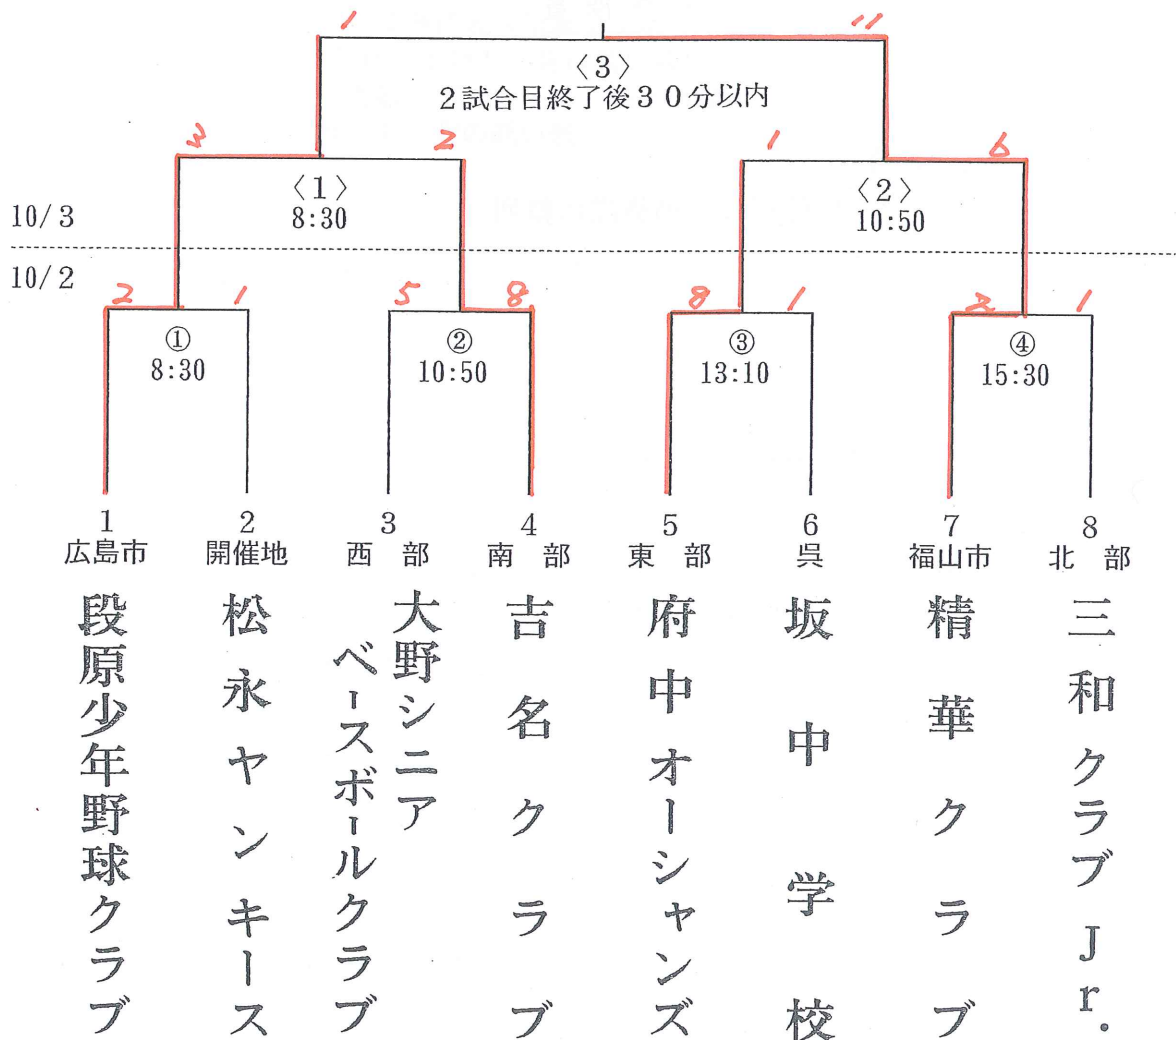 1 11
〈3〉
2試合目終了後30分以内
3 2 1 6
〈1〉 〈2〉
8:30 10:50
10/3
10/2
2 1 5 8 8 1 2 1
① ② ③ ④
8:30 10:50 13:10 15:30
1 2 3 4 5 6 7 8
広島市 開催地 西部 南部 東部 呉 福山市 北部
段原少年野球クラブ
松永ヤンキース
大野シニア
ベースボールクラブ
吉名クラブ
府中オーシャンズ
坂中学校
精華クラブ
三和クラブJr.